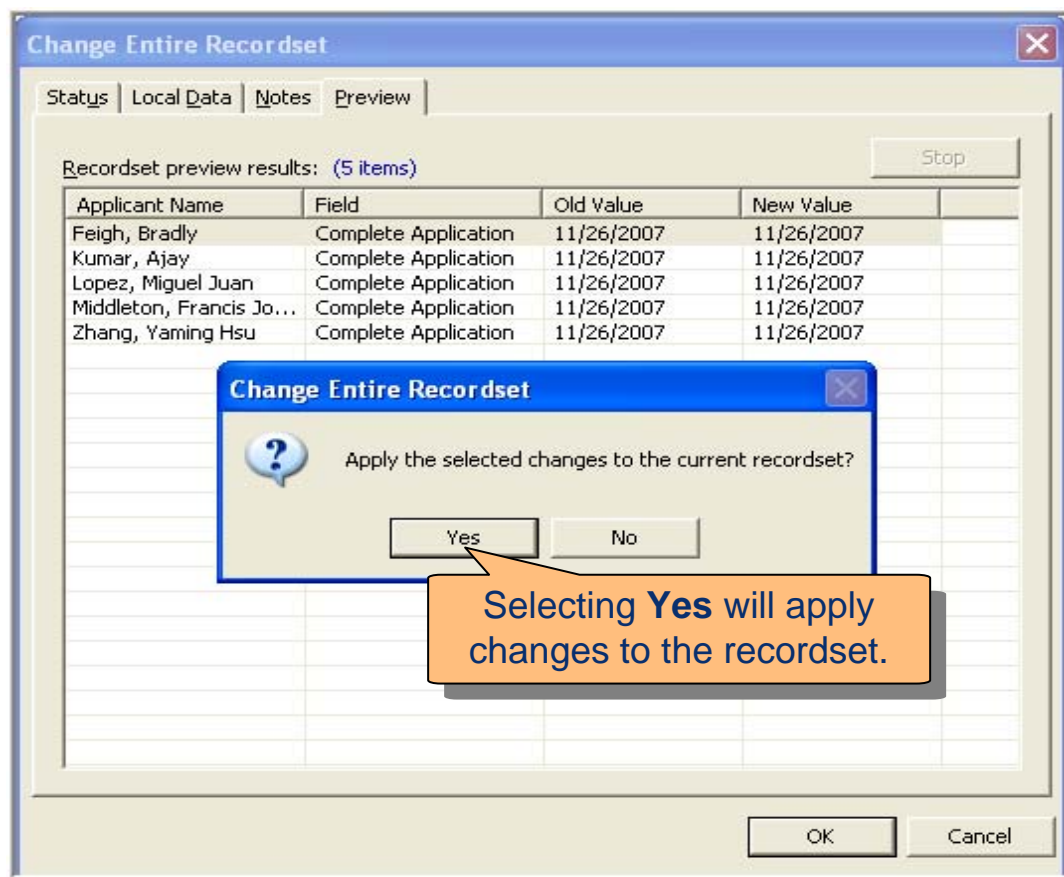 Change Entire Recordset
Status Local Data Notes Preview
Recordset preview results: (5 items) Stop
Applicant Name Field Old Value New Value
Feigh, Bradly Complete Application 11/26/2007 11/26/2007
Kumar, Ajay Complete Application 11/26/2007 11/26/2007
Lopez, Miguel Juan Complete Application 11/26/2007 11/26/2007
Middleton, Francis Jo... Complete Application 11/26/2007 11/26/2007
Zhang, Yaming Hsu Complete Application 11/26/2007 11/26/2007
Change Entire Recordset
Apply the selected changes to the current recordset?
Yes No
Selecting Yes will apply
changes to the recordset.
OK Cancel